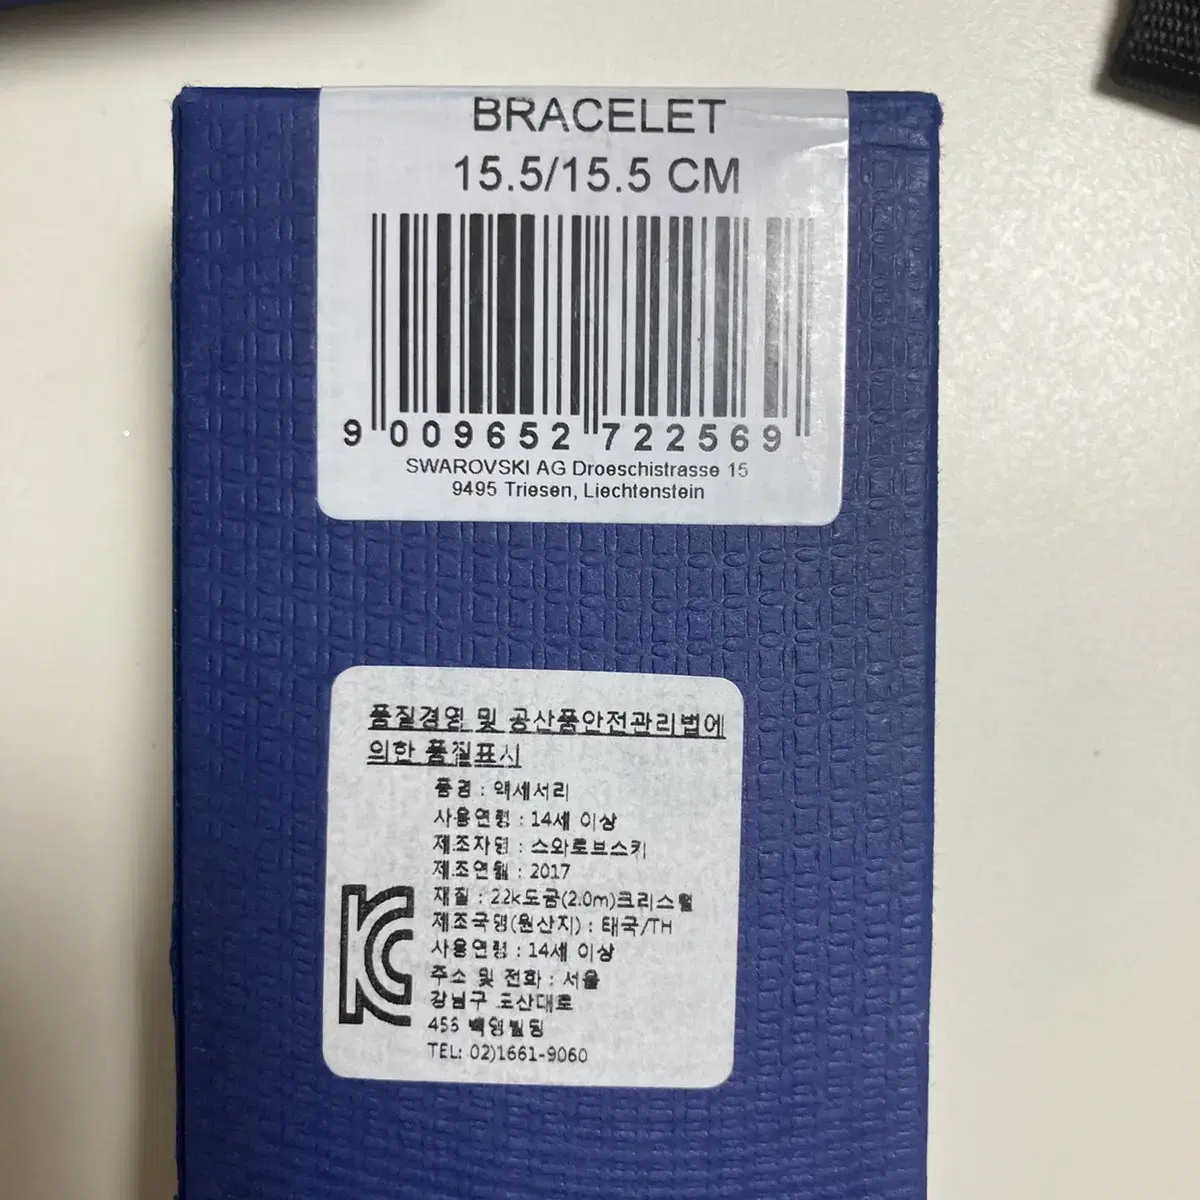 BRACELET
15.5/15.5 CM
9 009652 722569
SWAROVSKI AG Droeschistrasse 15
9495 Triesen, Liechtenstein
품질경영 및 공산품안전관리법에
의한 품질표시
품명 : 액세서리
사용연령 : 14세 이상
제조자명 : 스와로브스키
제조연월 : 2017
재질 : 22k도금(2.0m)크리스털
제조국명(원산지) : 태국/TH
사용연령 : 14세 이상
주소 및 전화 : 서울
강남구 도산대로
456 백영빌딩
TEL: 02)1661-9060
KC